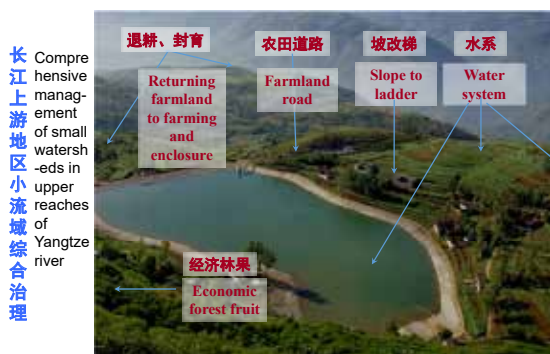 长江上游地区小流域综合治理
Compre
hensive
manag-
ement
of small
watersh
-eds in
upper
reaches
of
Yangtze
river
退耕、封育
Returning
farmland
to farming
and
enclosure
农田道路
Farmland
road
坡改梯
Slope to
ladder
水系
Water
system
经济林果
Economic
forest fruit